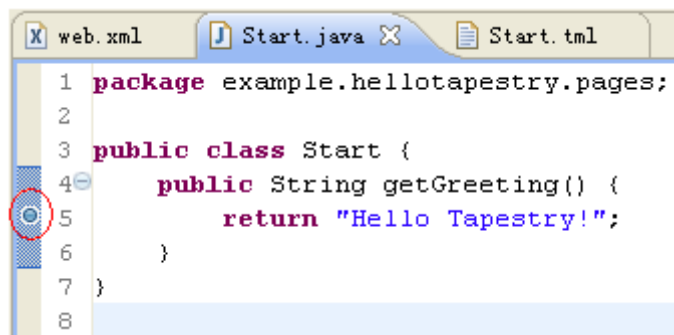 web.xml Start.java Start.tml
1 package example.hellotapestry.pages;
2
3 public class Start {
4 public String getGreeting() {
5 return "Hello Tapestry!";
6 }
7 }
8